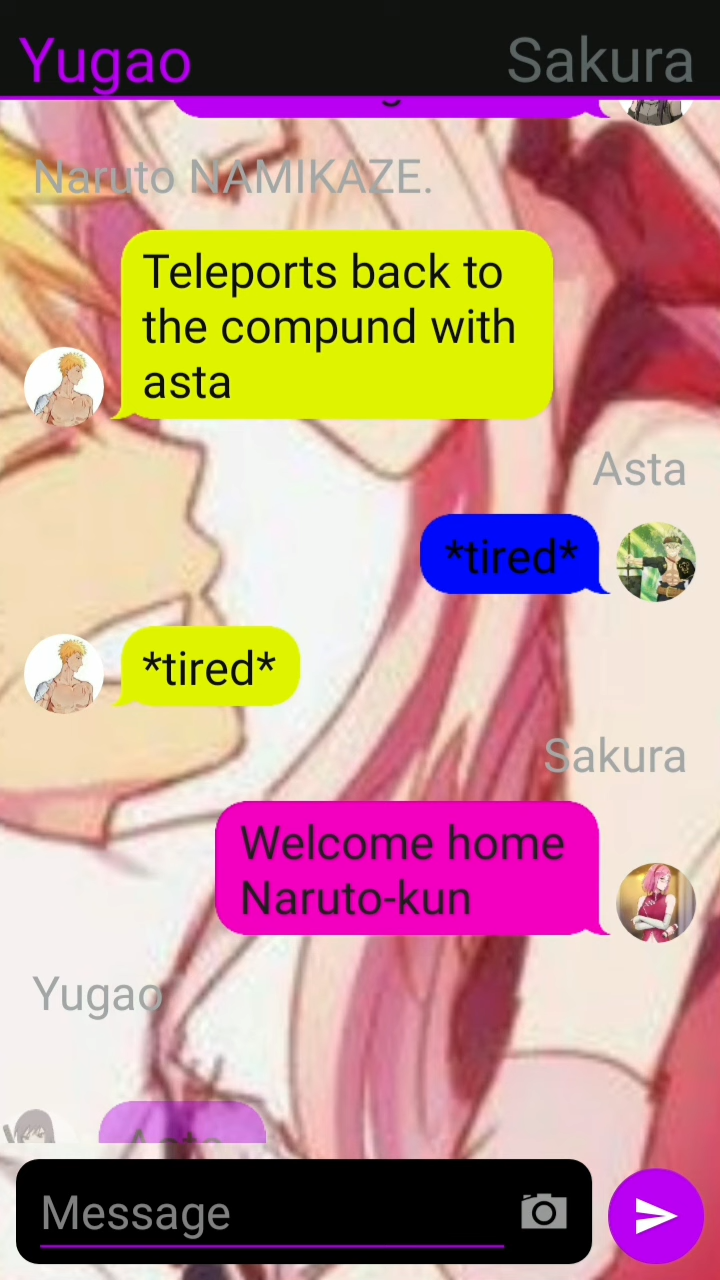 Yugao
Sakura
Naruto NAMIKAZE.
Teleports back to
the compund with
asta
Asta
*tired*
*tired*
Sakura
Welcome home
Naruto-kun
Yugao
Message